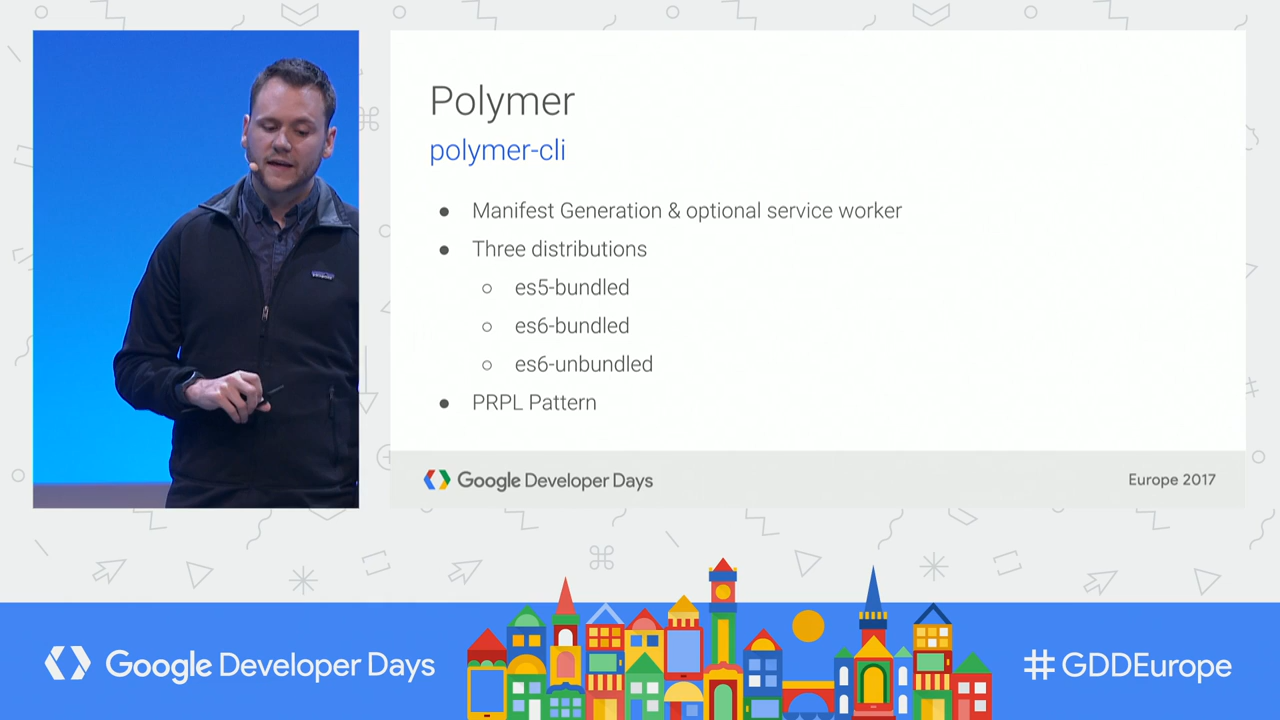 Polymer
polymer-cli
● Manifest Generation & optional service worker
● Three distributions
○ es5-bundled
○ es6-bundled
○ es6-unbundled
● PRPL Pattern
Google Developer Days
Europe 2017
Google Developer Days
#GDDEurope